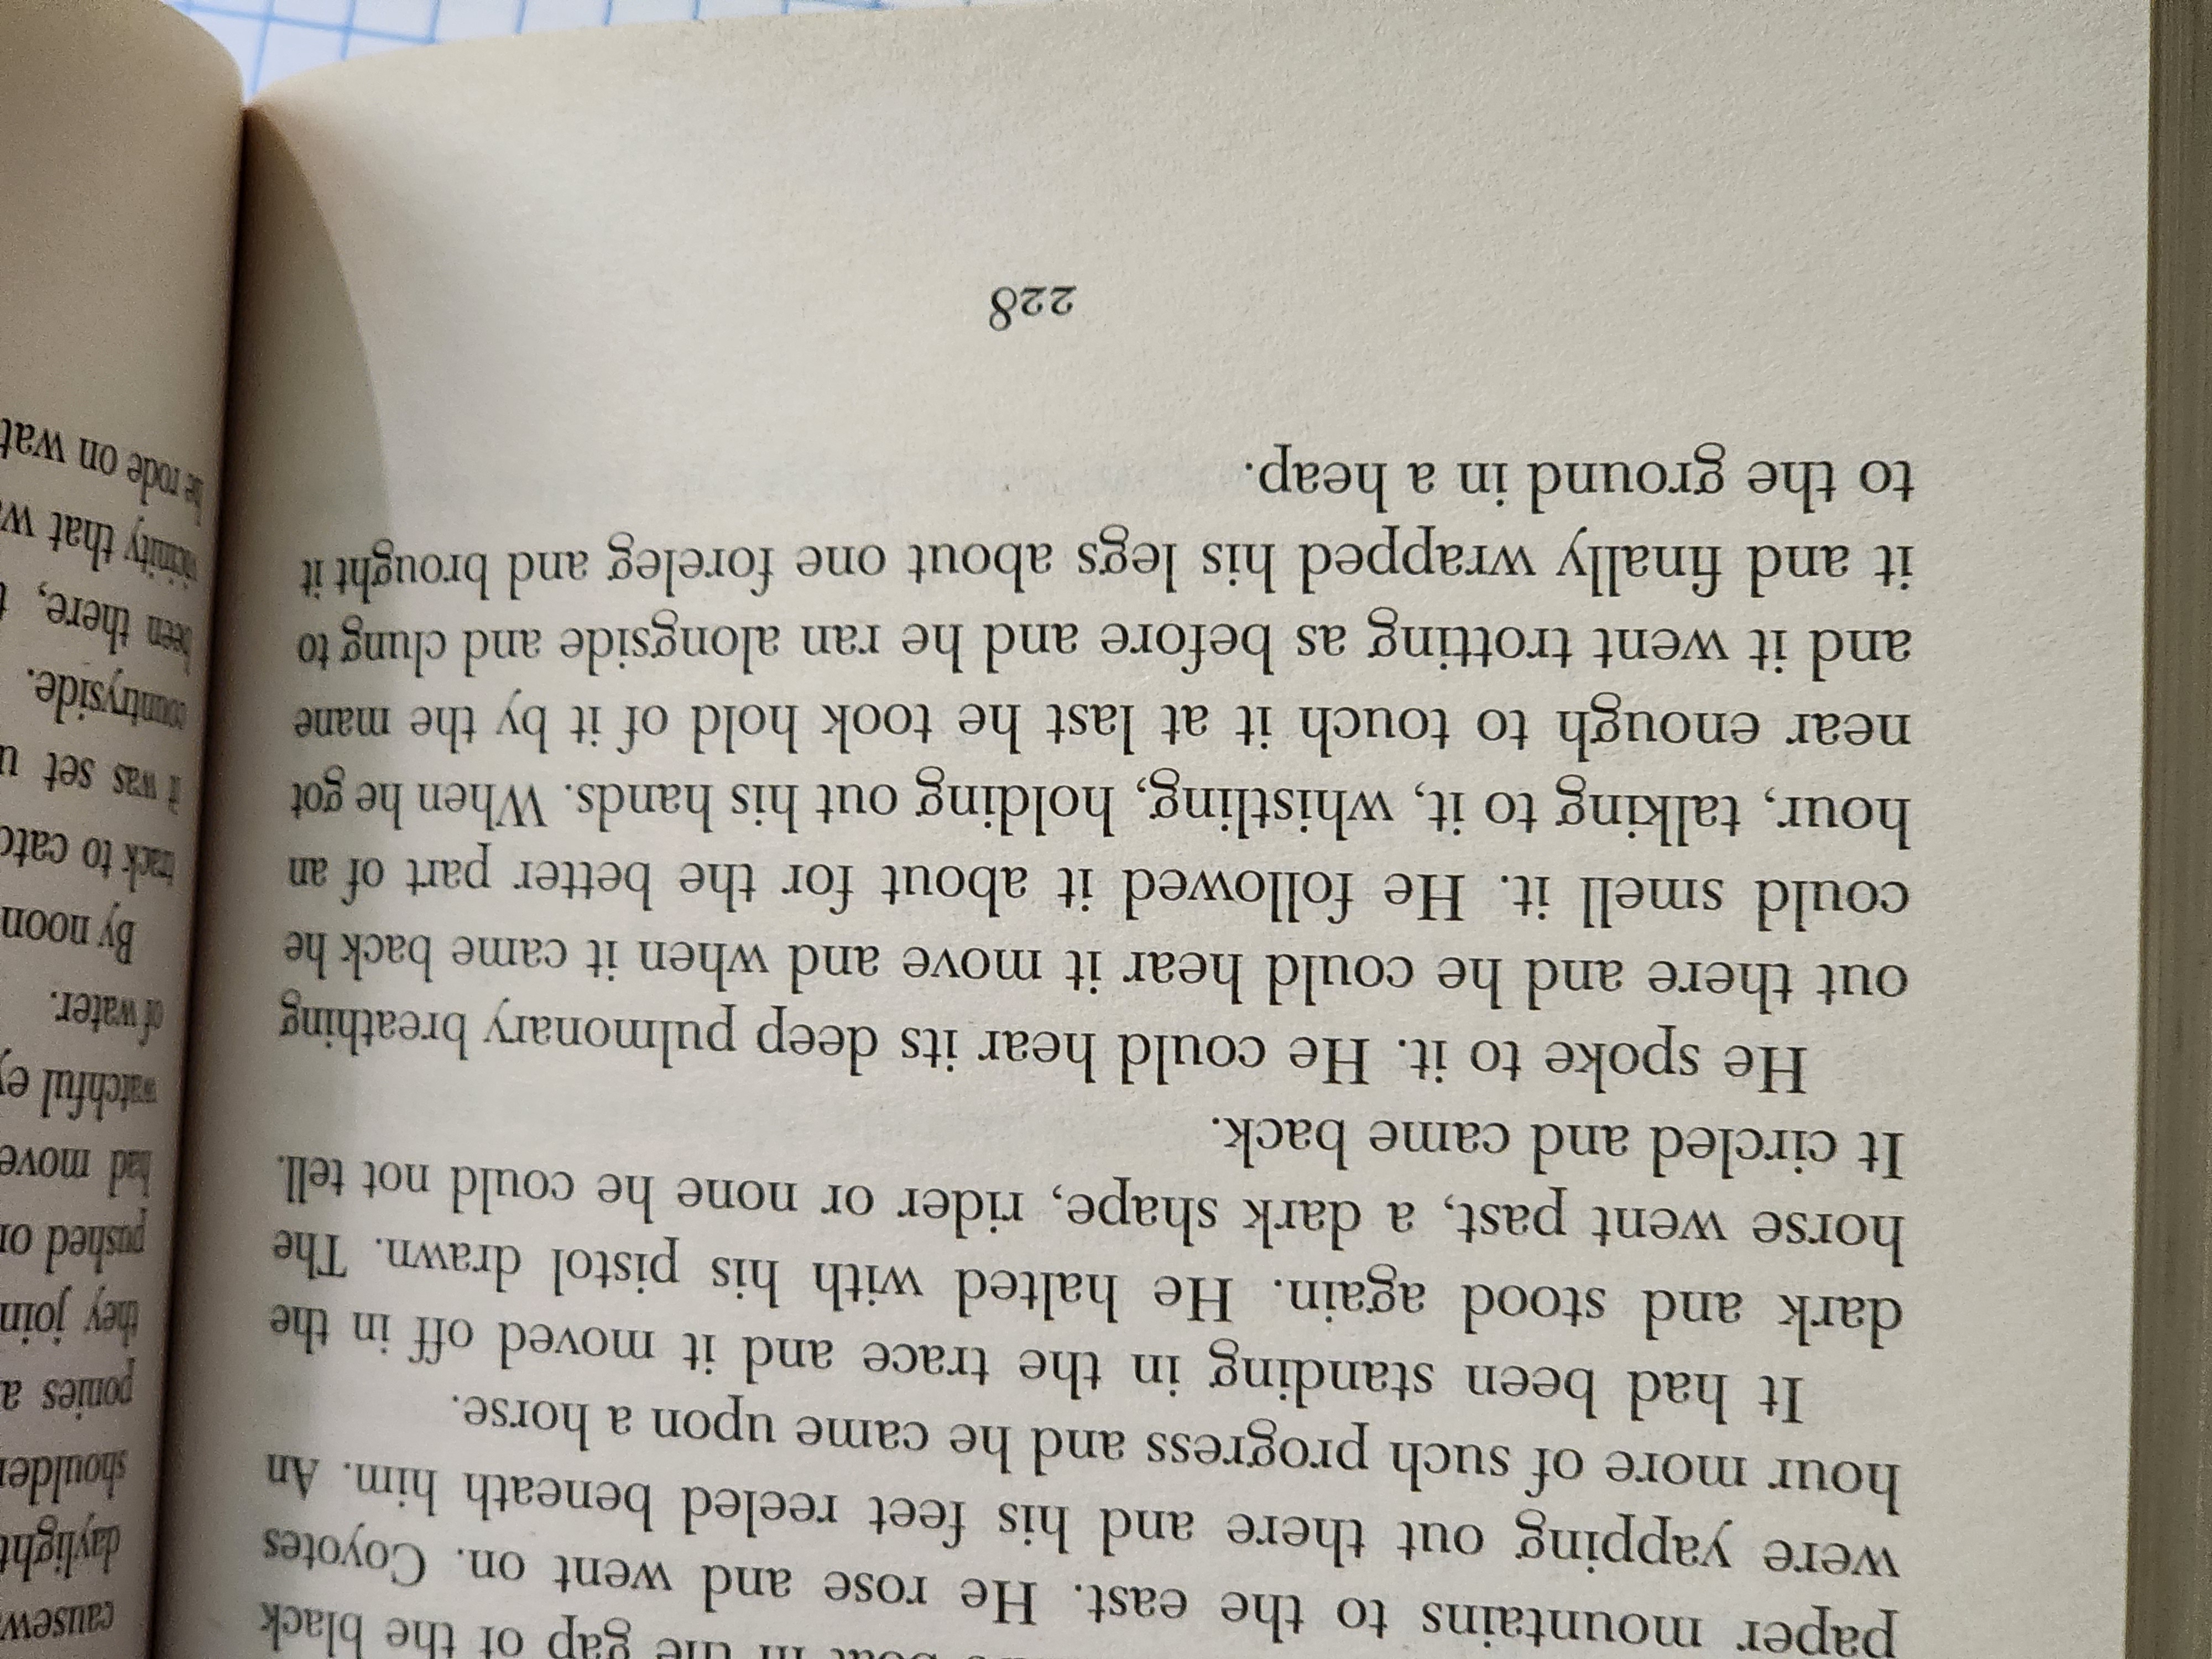 in the gap of the black
paper mountains to the east. He rose and went on. Coyotes
were yapping out there and his feet reeled beneath him. An
hour more of such progress and he came upon a horse.
It had been standing in the trace and it moved off in the
dark and stood again. He halted with his pistol drawn. The
horse went past, a dark shape, rider or none he could not tell.
It circled and came back.
He spoke to it. He could hear its deep pulmonary breathing
out there and he could hear it move and when it came back he
could smell it. He followed it about for the better part of an
hour, talking to it, whistling, holding out his hands. When he got
near enough to touch it at last he took hold of it by the mane
and it went trotting as before and he ran alongside and clung to
it and finally wrapped his legs about one foreleg and brought it
to the ground in a heap.
228
causew
daylight
shoulder
ponies a
they join
pushed or
had move
watchful ey
of water.
By noon
track to catc
it was set u
countryside.
been there, t
vicinity that w
he rode on wat